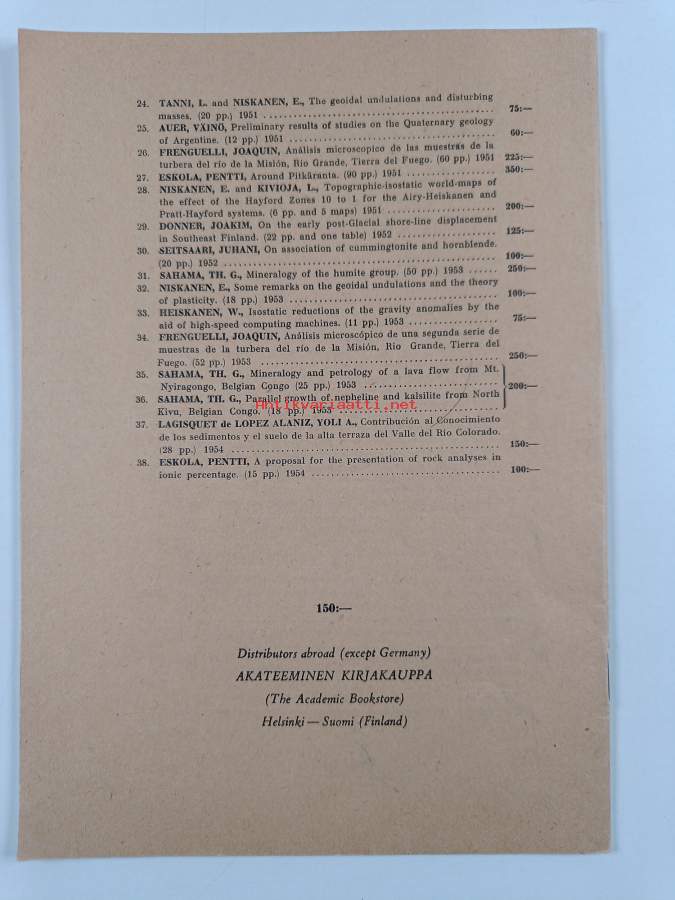 24. TANNI, L. and NISKANEN, E., The geoidal undulations and disturbing
masses. (20 pp.) 1951 ........................................ 75:—
25. AUER, VÄINÖ, Preliminary results of studies on the Quaternary geology
of Argentine. (12 pp.) 1951 ........................................ 60:—
26. FRENGUELLI, JOAQUIN, Análisis microscopico de las muestras de la
turbera del río de la Misión, Rio Grande, Tierra del Fuego. (60 pp.) 1951 225:—
27. ESKOLA, PENTTI, Around Pitkäranta. (90 pp.) 1951 .................... 350:—
28. NISKANEN, E. and KIVIOJA, L., Topographic-isostatic world-maps of
the effect of the Hayford Zones 10 to 1 for the Airy-Heiskanen and
Pratt-Hayford systems. (6 pp. and 5 maps) 1951 .................... 200:—
29. DONNER, JOAKIM, On the early post-Glacial shore-line displacement
in Southeast Finland. (22 pp. and one table) 1952 .................... 125:—
30. SEITSAARI, JUHANI, On association of cummingtonite and hornblende.
(20 pp.) 1952 ........................................ 100:—
31. SAHAMA, TH. G., Mineralogy of the humite group. (50 pp.) 1953 ...... 250:—
32. NISKANEN, E., Some remarks on the geoidal undulations and the theory
of plasticity. (18 pp.) 1953 ........................................ 100:—
33. HEISKANEN, W., Isostatic reductions of the gravity anomalies by the
aid of high-speed computing machines. (11 pp.) 1953 .................. 75:—
34. FRENGUELLI, JOAQUIN, Análisis microscópico de una segunda serie de
muestras de la turbera del río de la Misión, Rio Grande, Tierra del
Fuego. (52 pp.) 1953 ........................................ 250:—
35. SAHAMA, TH. G., Mineralogy and petrology of a lava flow from Mt.
Nyiragongo, Belgian Congo (25 pp.) 1953 ....................
36. SAHAMA, TH. G., Parallel growth of nepheline and kalsilite from North 200:—
Kivu, Belgian Congo. (18 pp.) 1953 ....................
Antikvariaatti.net
37. LAGISQUET de LOPEZ ALANIZ, YOLI A., Contribución al Conocimiento
de los sedimentos y el suelo de la alta terraza del Valle del Rio Colorado.
(28 pp.) 1954 ........................................ 150:—
38. ESKOLA, PENTTI, A proposal for the presentation of rock analyses in
ionic percentage. (15 pp.) 1954 ........................................ 100:—
150:—
Distributors abroad (except Germany)
AKATEEMINEN KIRJAKAUPPA
(The Academic Bookstore)
Helsinki — Suomi (Finland)